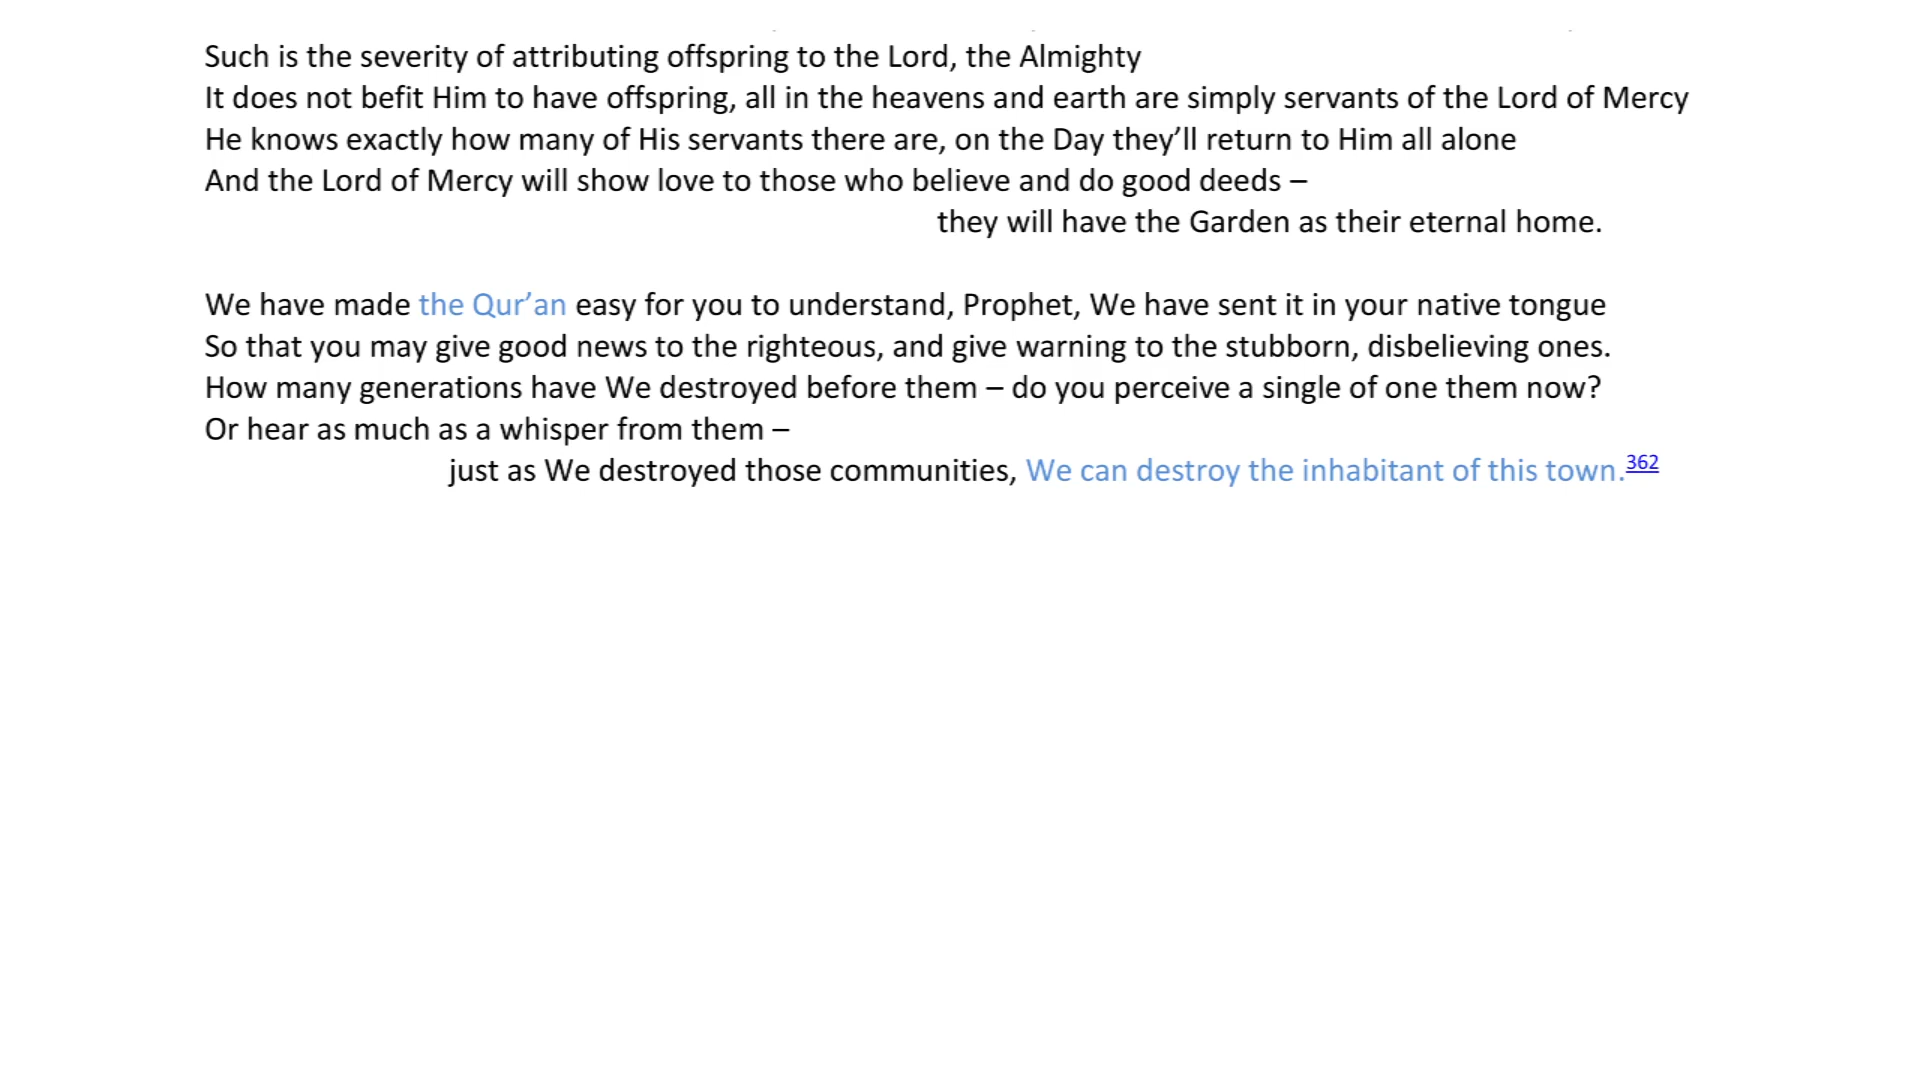 Such is the severity of attributing offspring to the Lord, the Almighty
It does not befit Him to have offspring, all in the heavens and earth are simply servants of the Lord of Mercy
He knows exactly how many of His servants there are, on the Day they’ll return to Him all alone
And the Lord of Mercy will show love to those who believe and do good deeds –
they will have the Garden as their eternal home.
We have made the Qur’an easy for you to understand, Prophet, We have sent it in your native tongue
So that you may give good news to the righteous, and give warning to the stubborn, disbelieving ones.
How many generations have We destroyed before them – do you perceive a single of one them now?
Or hear as much as a whisper from them –
just as We destroyed those communities, We can destroy the inhabitant of this town.362